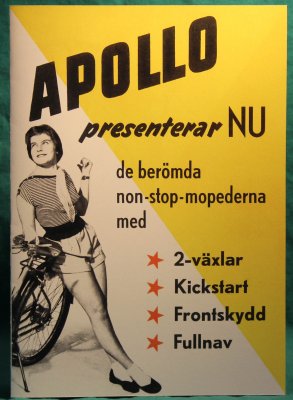 APOLLO
presenterar NU
de berömda
non-stop-mopederna
med
★ 2-växlar
★ Kickstart
★ Frontskydd
★ Fullnav